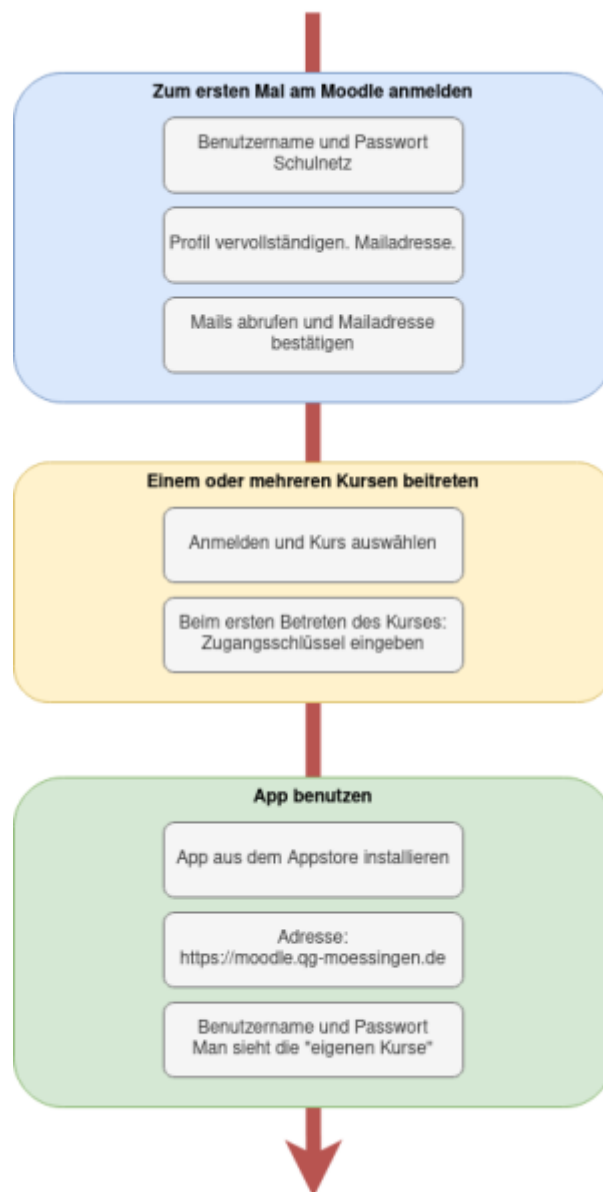 Zum ersten Mal am Moodle anmelden
Benutzername und Passwort
Schulnetz
Profil vervollständigen. Mailadresse.
Mails abrufen und Mailadresse
bestätigen
Einem oder mehreren Kursen beitreten
Anmelden und Kurs auswählen
Beim ersten Betreten des Kurses:
Zugangsschlüssel eingeben
App benutzen
App aus dem Appstore installieren
Adresse:
https://moodle.qg-moessingen.de
Benutzername und Passwort
Man sieht die "eigenen Kurse"